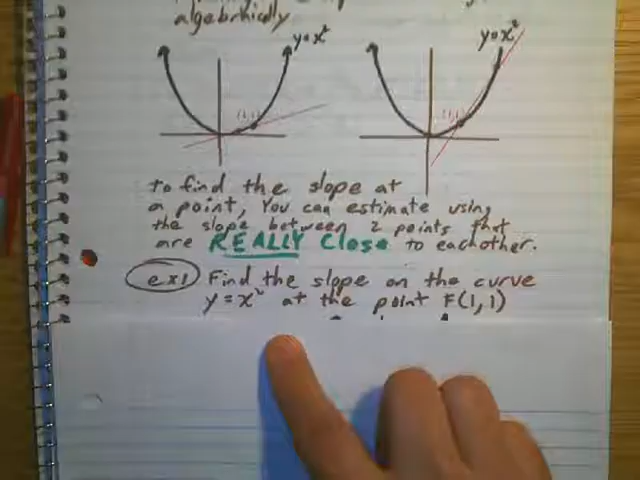 algebraically
y=x²
y=x²
(1,1)
(1,1)
to find the slope at
a point, You can estimate using
the slope between 2 points that
are REALLY Close to eachother.
ex1 Find the slope on the curve
y=x² at the point F(1,1)